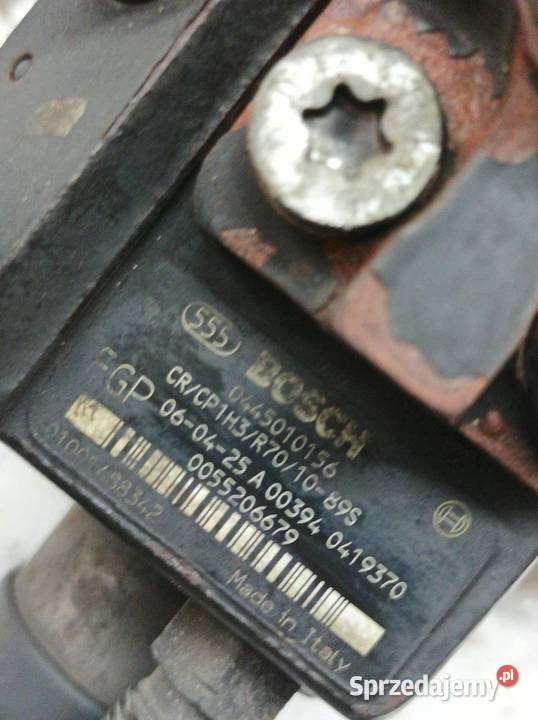 555
BOSCH
0445010156
CR/CP1H3/R70/10-89S
GP 06-04-25 A 00394 0419370
0055206679
Made in Italy
Sprzedajemy.pl